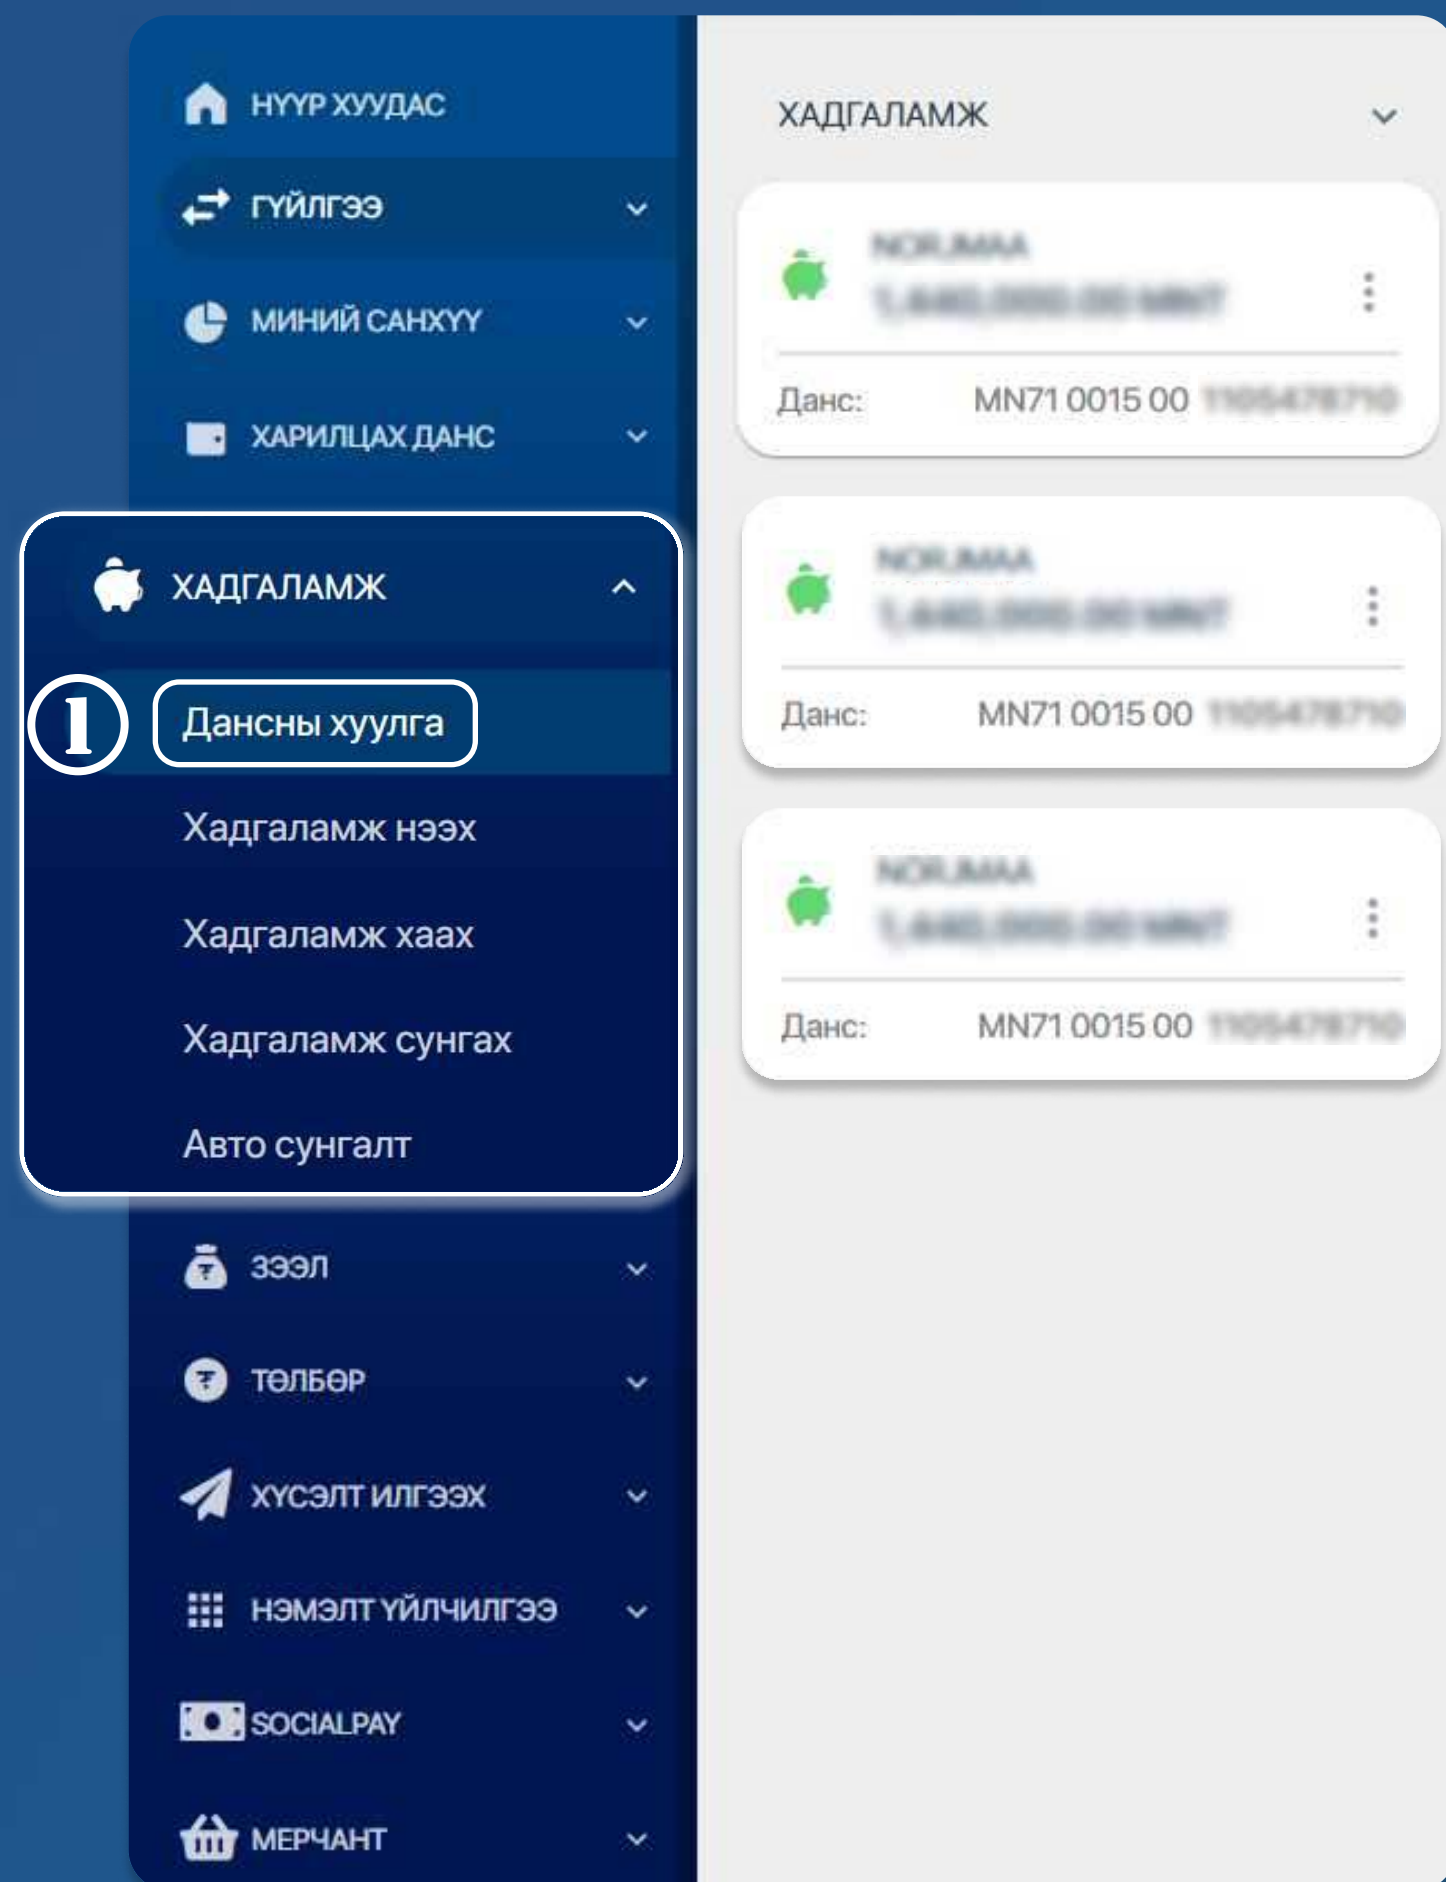 НҮҮР ХУУДАС
ГҮЙЛГЭЭ
МИНИЙ САНХҮҮ
ХАРИЛЦАХ ДАНС
ХАДГАЛАМЖ
1
Дансны хуулга
Хадгаламж нээх
Хадгаламж хаах
Хадгаламж сунгах
Авто сунгалт
ЗЭЭЛ
ТӨЛБӨР
ХҮСЭЛТ ИЛГЭЭХ
НЭМЭЛТ ҮЙЛЧИЛГЭЭ
SOCIALPAY
МЕРЧАНТ
ХАДГАЛАМЖ
Данс: MN71 0015 00
Данс: MN71 0015 00
Данс: MN71 0015 00